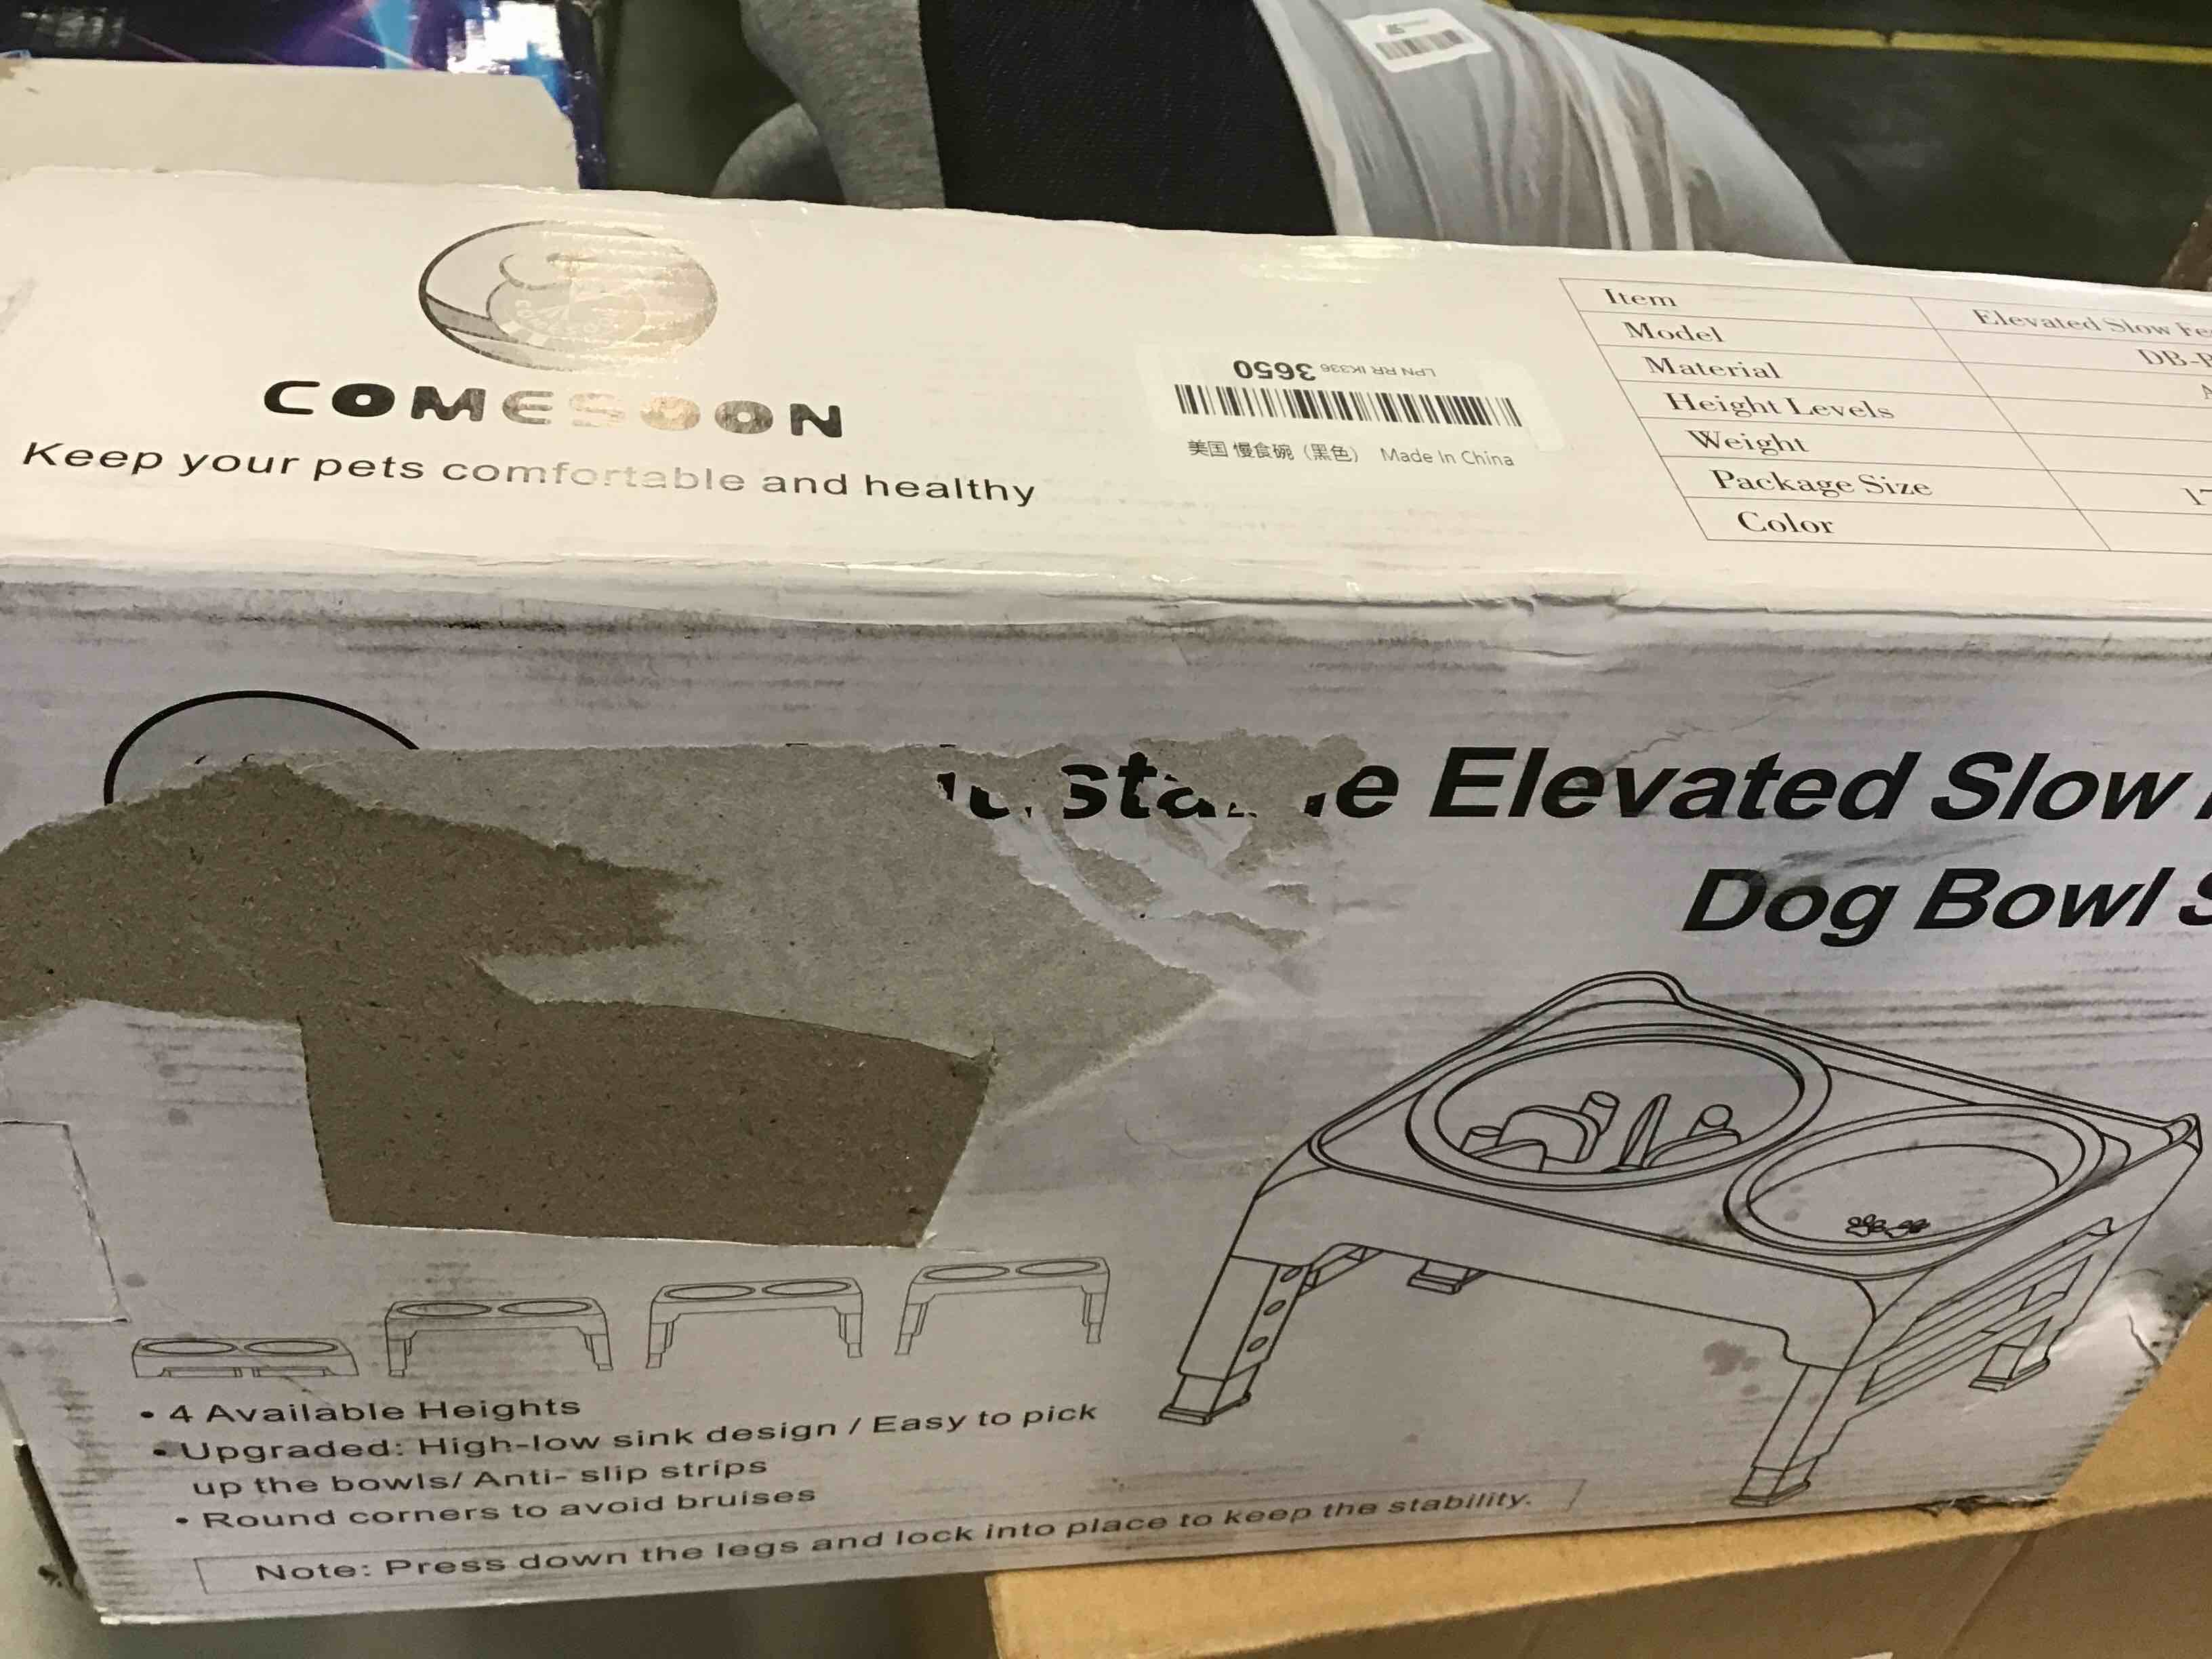 COMESOON
Keep your pets comfortable and healthy
LPN RR IK336 3650
美国 慢食碗（黑色） Made In China
Item Elevated Slow Fe
Model DB-
Material
Height Levels
Weight
Package Size 17
Color
e Elevated Slow
Dog Bowl S
• 4 Available Heights
• Upgraded: High-low sink design / Easy to pick
up the bowls/ Anti- slip strips
• Round corners to avoid bruises
Note: Press down the legs and lock into place to keep the stability.